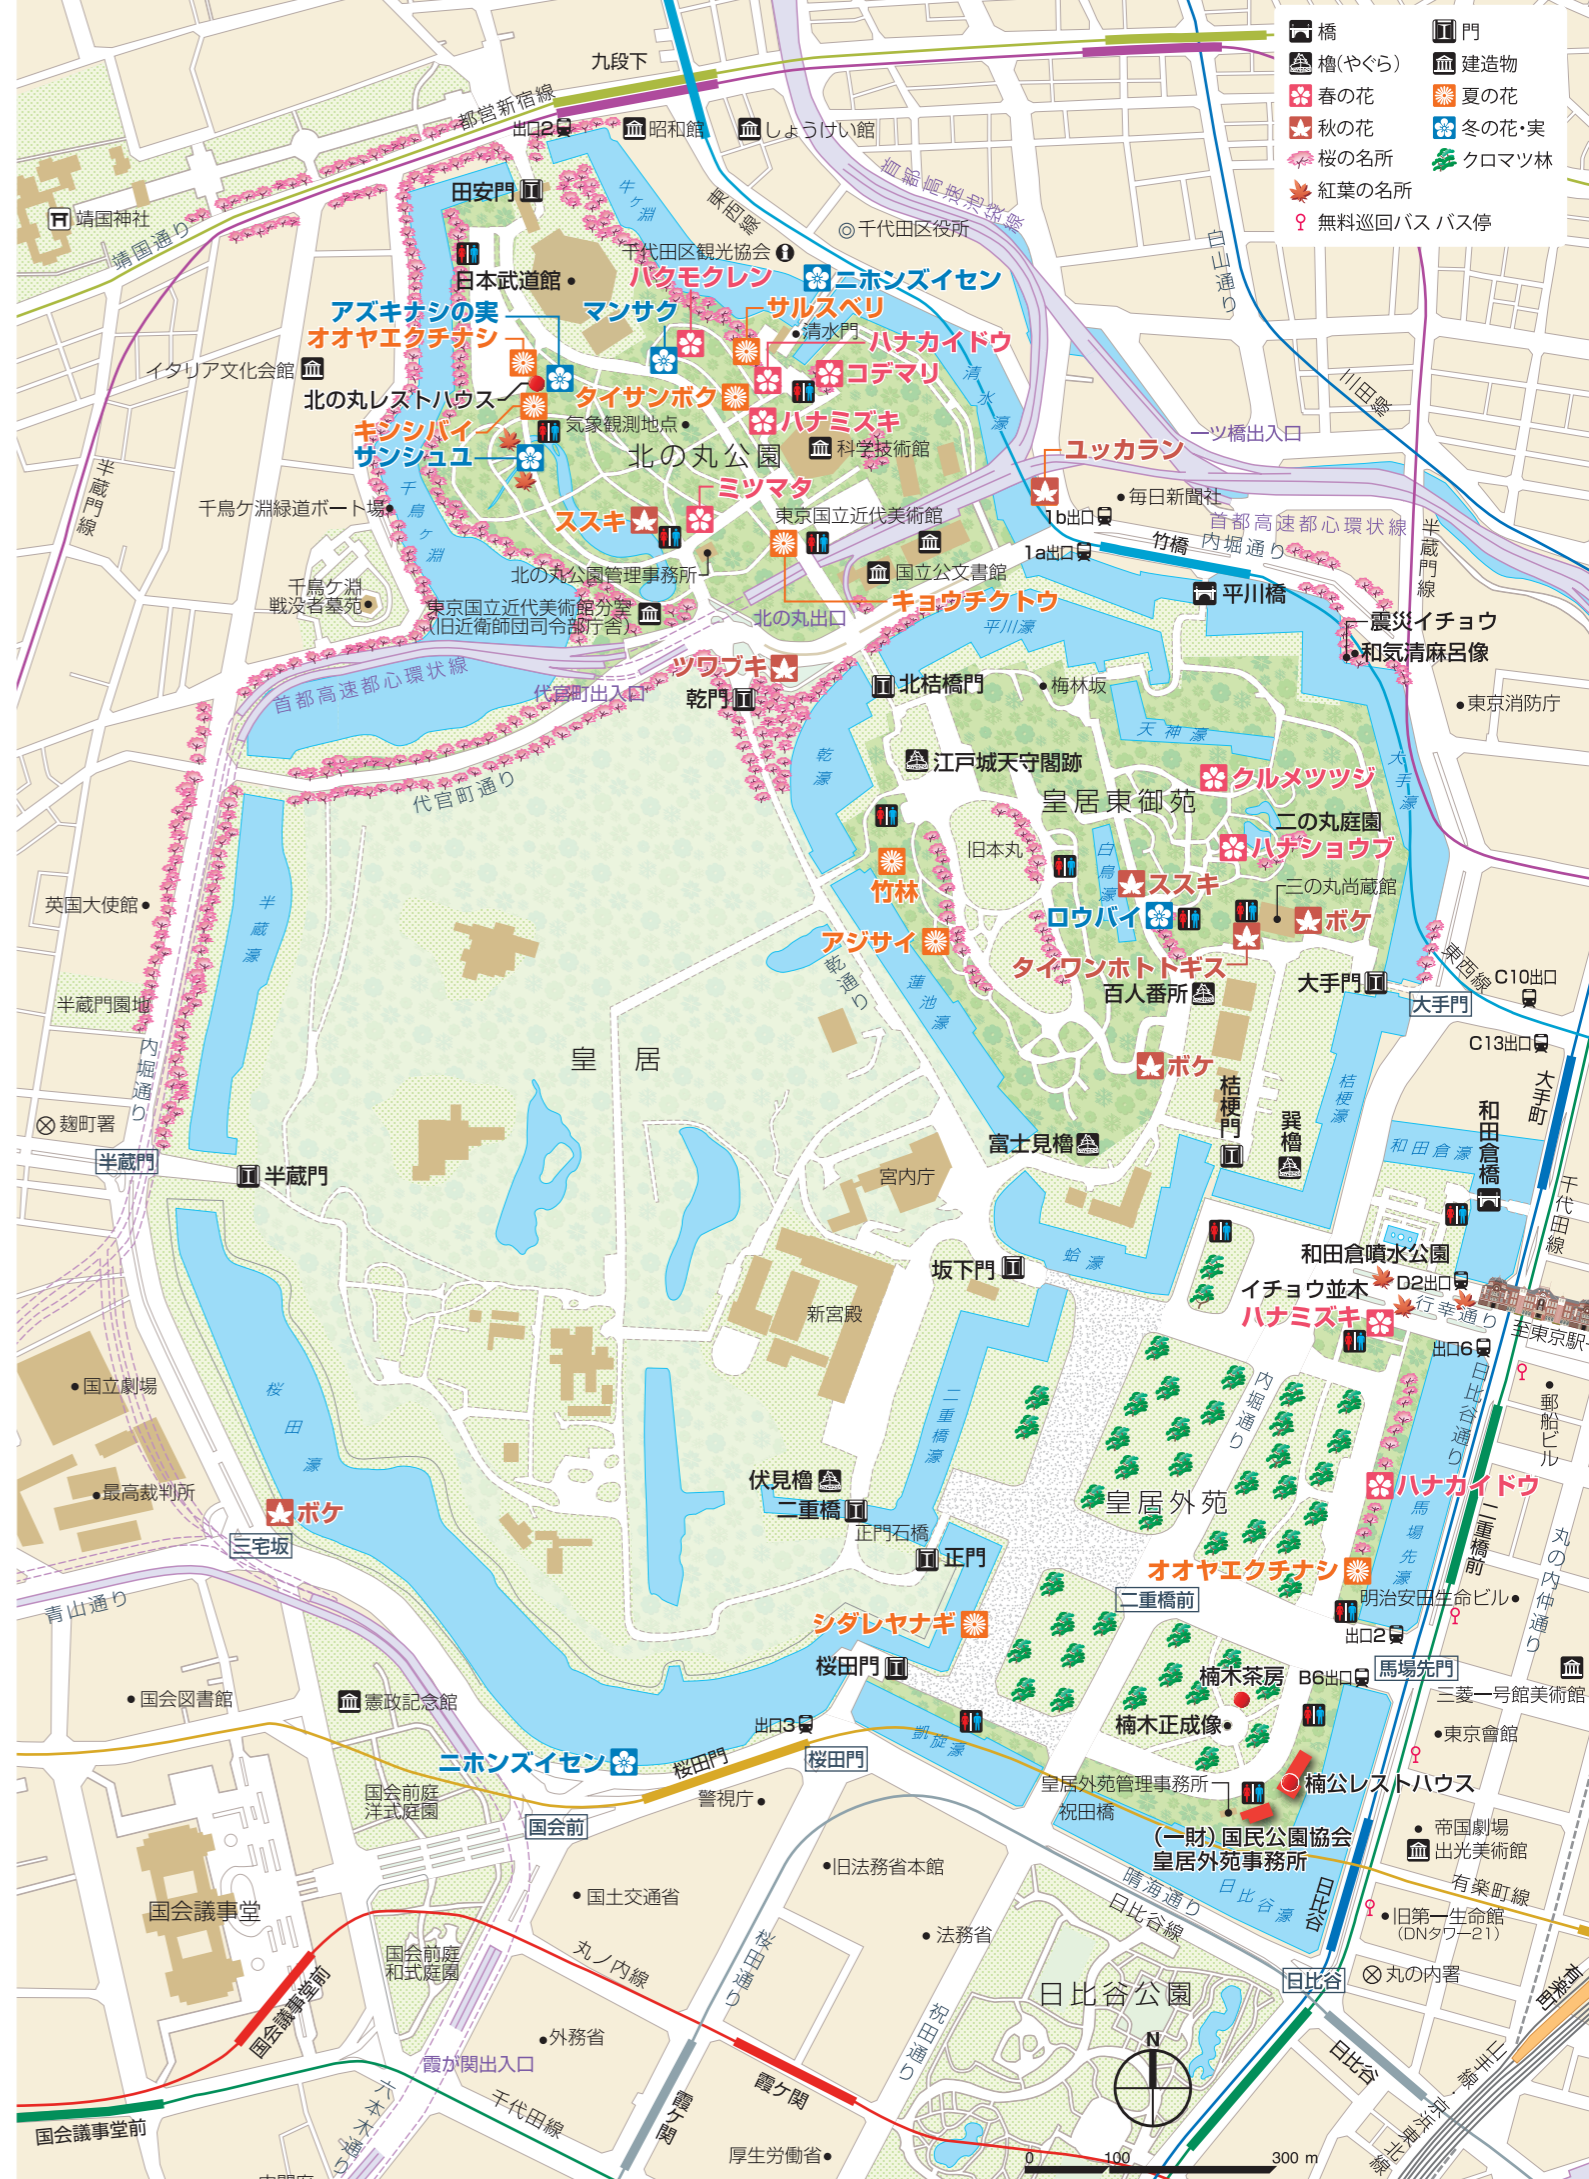 橋
門
櫓(やぐら)
建造物
春の花
夏の花
秋の花
冬の花・実
桜の名所
クロマツ林
紅葉の名所
無料巡回バス バス停
九段下
都営新宿線
出口2
昭和館
しょうけい館
田安門
牛ヶ淵
東西線
首都高速池袋線
靖国神社
靖国通り
千代田区役所
白山通り
千代田区観光協会
日本武道館
ハクモクレン
ニホンズイセン
アズキナシの実
マンサク
サルスベリ
オオヤエクチナシ
清水門
ハナカイドウ
イタリア文化会館
コデマリ
清水濠
三田線
北の丸レストハウス
タイサンボク
キンシバイ
気象観測地点
ハナミズキ
一ツ橋出入口
サンシュユ
北の丸公園
科学技術館
ユッカラン
半蔵門線
千鳥ヶ淵
ミツマタ
毎日新聞社
千鳥ケ淵緑道ボート場
ススキ
東京国立近代美術館
1b出口
首都高速都心環状線
半蔵門線
竹橋
内堀通り
1a出口
北の丸公園管理事務所
国立公文書館
千鳥ケ淵
戦没者墓苑
キョウチクトウ
平川橋
東京国立近代美術館分室
(旧近衛師団司令部庁舎)
北の丸出口
平川濠
震災イチョウ
和気清麻呂像
首都高速都心環状線
ツワブキ
代官町出入口
乾門
北桔橋門
梅林坂
東京消防庁
天神濠
乾濠
江戸城天守閣跡
大手濠
代官町通り
クルメツツジ
皇居東御苑
二の丸庭園
旧本丸
白鳥濠
ハナショウブ
竹林
ススキ
三の丸尚蔵館
英国大使館
半蔵濠
ロウバイ
ボケ
アジサイ
乾通り
タイワンホトトギス
東西線
C10出口
蓮池濠
百人番所
大手門
大手門
半蔵門園地
内堀通り
C13出口
皇居
ボケ
桔梗濠
大手町
麹町署
桔梗門
巽櫓
和田倉橋
半蔵門
富士見櫓
和田倉濠
半蔵門
宮内庁
千代田線
蛤濠
和田倉噴水公園
坂下門
イチョウ並木
D2出口
ハナミズキ
行幸通り
至東京駅
新宮殿
出口6
国立劇場
桜田濠
二重橋濠
内堀通り
日比谷通り
郵船ビル
最高裁判所
伏見櫓
ハナカイドウ
ボケ
二重橋
皇居外苑
馬場先濠
二重橋前
三宅坂
正門石橋
正門
丸の内仲通り
オオヤエクチナシ
青山通り
二重橋前
明治安田生命ビル
シダレヤナギ
出口2
桜田門
楠木茶房
B6出口
馬場先門
国会図書館
憲政記念館
三菱一号館美術館
出口3
楠木正成像
凱旋濠
東京會館
ニホンズイセン
桜田門
桜田門
皇居外苑管理事務所
楠公レストハウス
国会前庭
洋式庭園
警視庁
祝田橋
国会前
(一財)国民公園協会
皇居外苑事務所
帝国劇場
出光美術館
旧法務省本館
晴海通り
日比谷濠
日比谷
有楽町線
国会議事堂
国土交通省
日比谷線
旧第一生命館
(DNタワー21)
法務省
国会前庭
和式庭園
丸ノ内線
桜田通り
日比谷
丸の内署
有楽町
国会議事堂前
日比谷公園
外務省
祝田通り
N
霞が関出入口
日比谷
山手線・京浜東北線
六本木通り
千代田線
霞ケ関
霞ケ関
国会議事堂前
厚生労働省
0 100 300 m